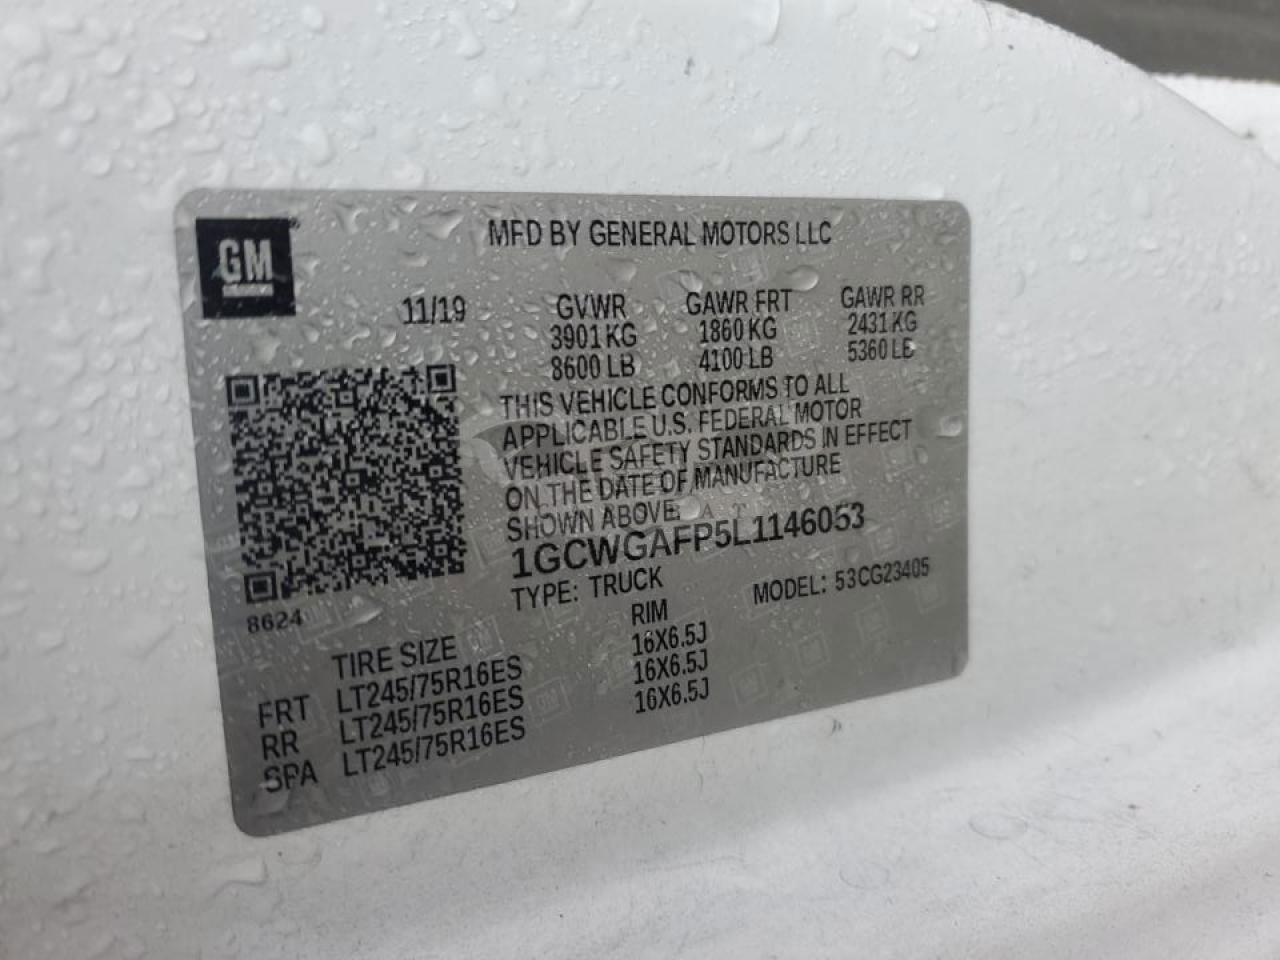 GM
MFD BY GENERAL MOTORS LLC
11/19 GVWR GAWR FRT GAWR RR
3901 KG 1860 KG 2431 KG
8600 LB 4100 LB 5360 LB
THIS VEHICLE CONFORMS TO ALL
APPLICABLE U.S. FEDERAL MOTOR
VEHICLE SAFETY STANDARDS IN EFFECT
ON THE DATE OF MANUFACTURE
SHOWN ABOVE.
1GCWGAFP5L1146053
TYPE: TRUCK MODEL: 53CG23405
8624
TIRE SIZE RIM
FRT LT245/75R16ES 16X6.5J
RR LT245/75R16ES 16X6.5J
SPA LT245/75R16ES 16X6.5J